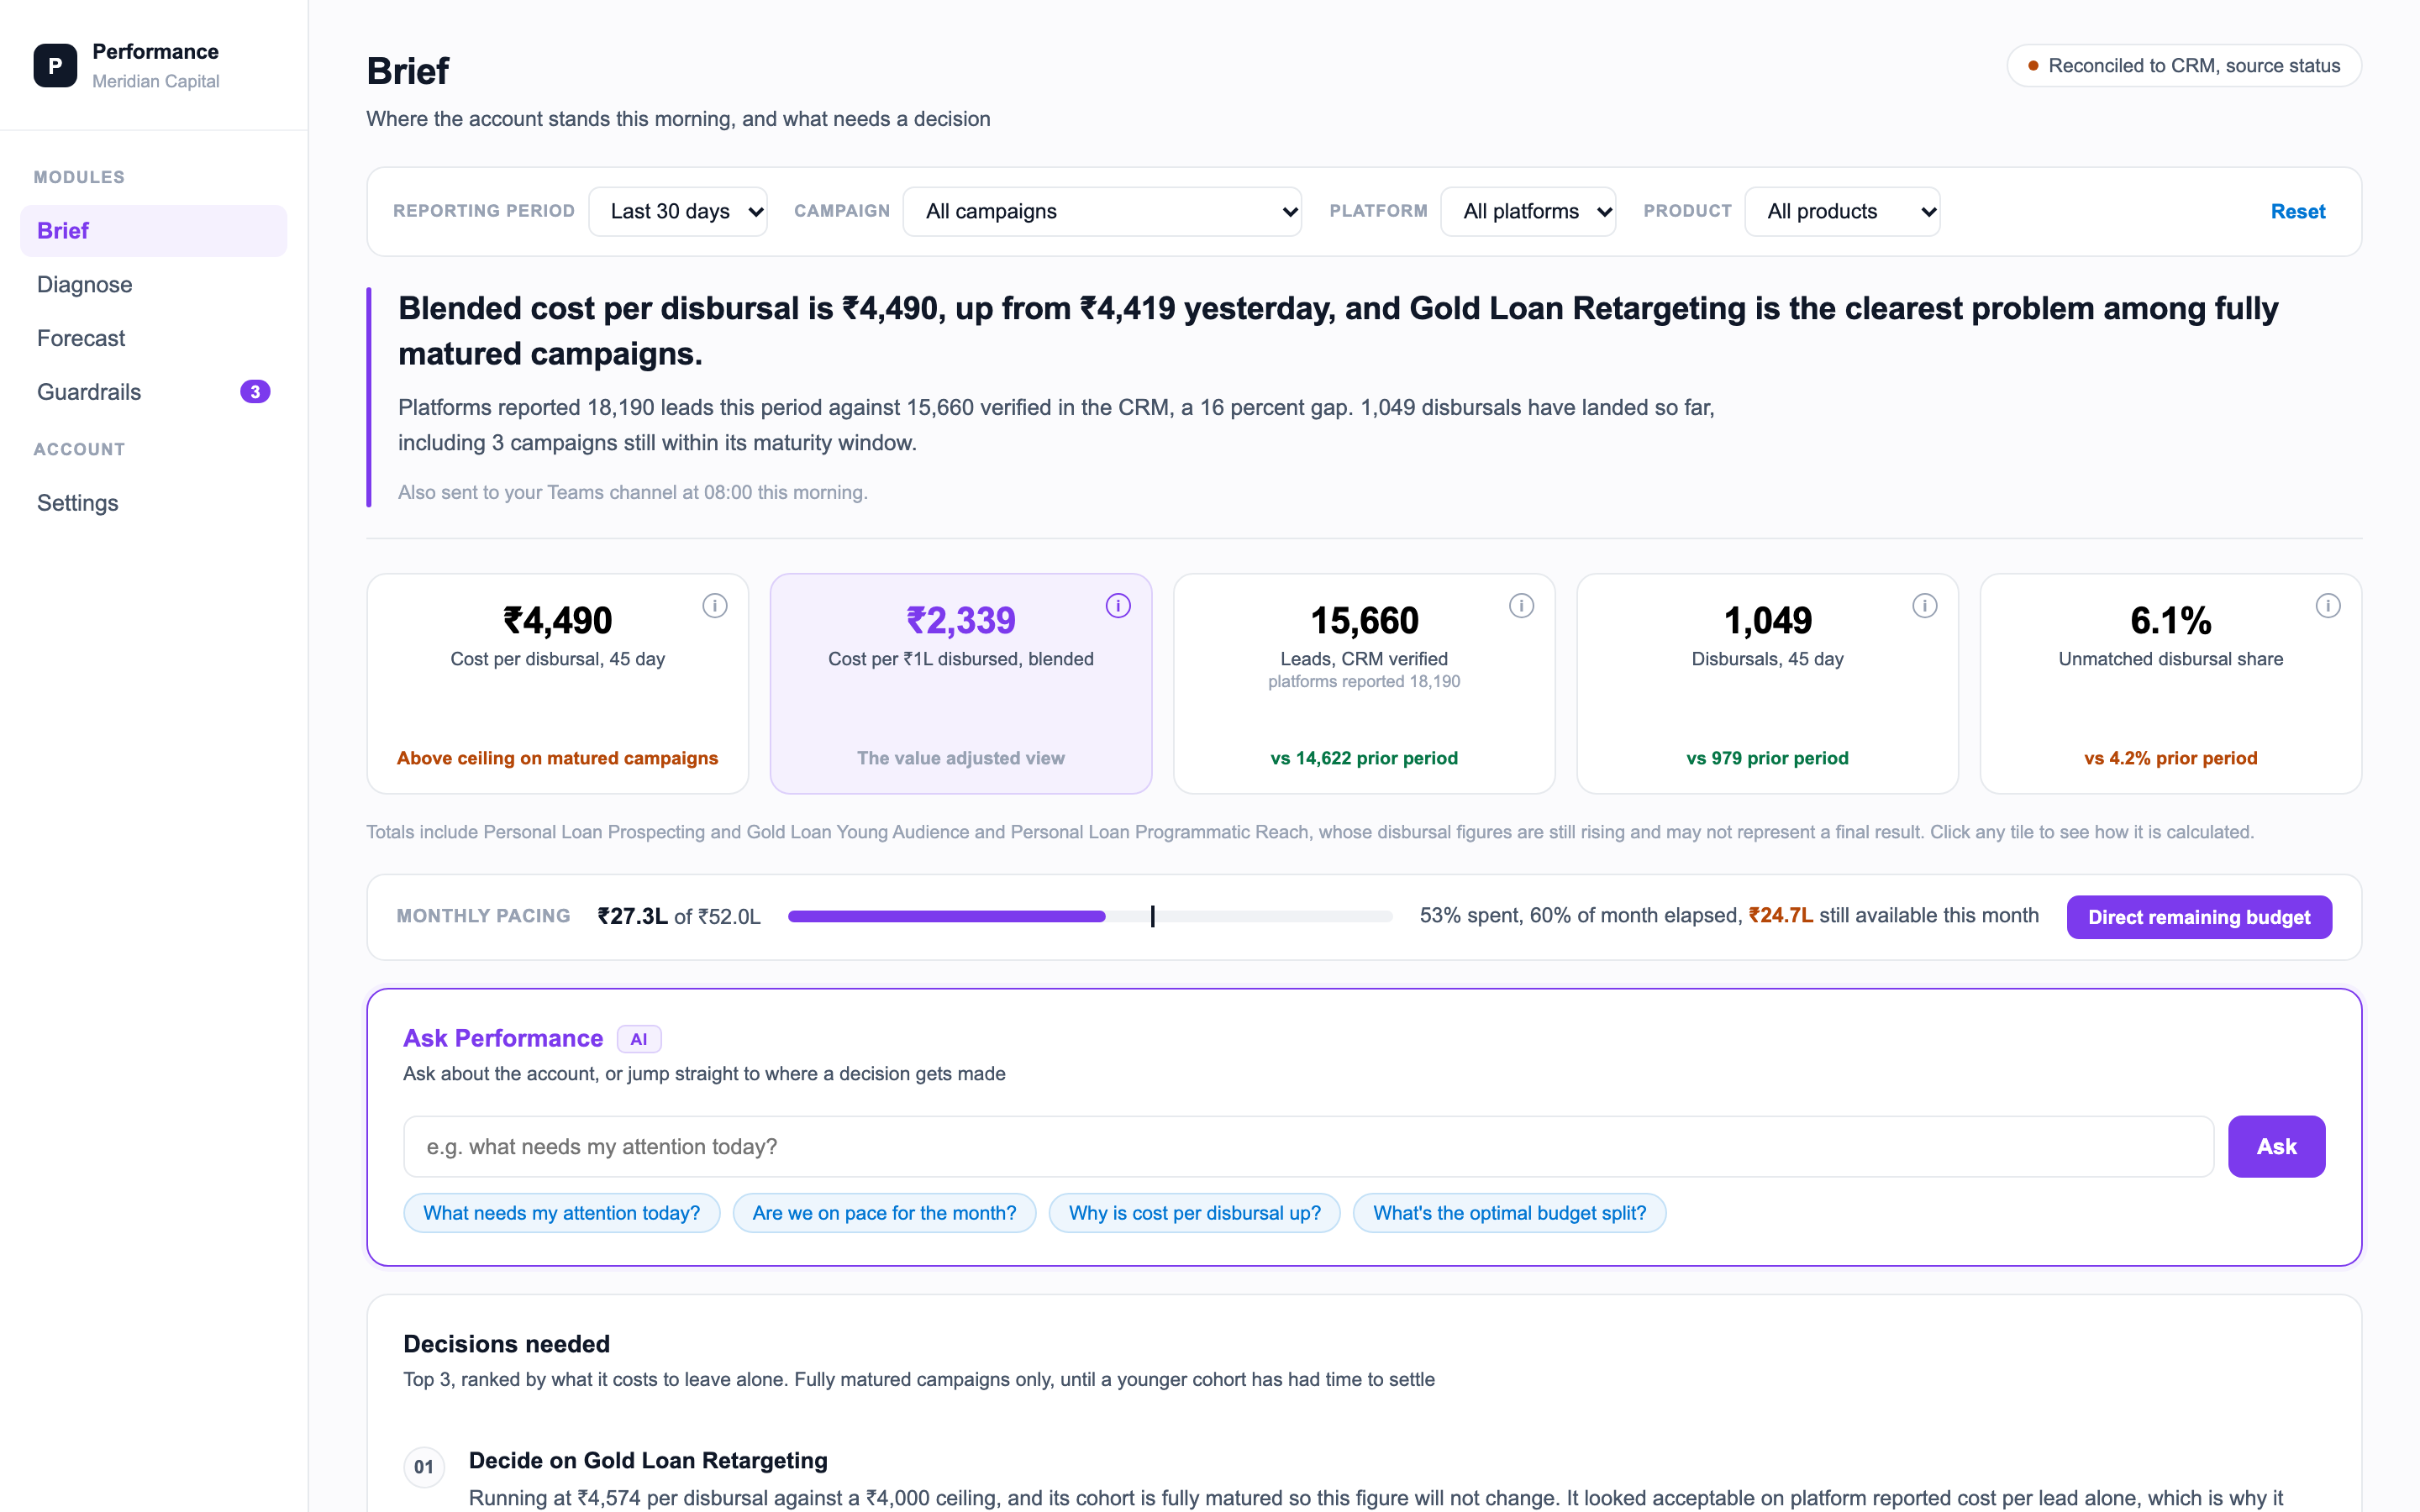 P
Performance
Meridian Capital
MODULES
Brief
Diagnose
Forecast
Guardrails 3
ACCOUNT
Settings
Brief
Where the account stands this morning, and what needs a decision
Reconciled to CRM, source status
REPORTING PERIOD Last 30 days CAMPAIGN All campaigns PLATFORM All platforms PRODUCT All products Reset
Blended cost per disbursal is ₹4,490, up from ₹4,419 yesterday, and Gold Loan Retargeting is the clearest problem among fully
matured campaigns.
Platforms reported 18,190 leads this period against 15,660 verified in the CRM, a 16 percent gap. 1,049 disbursals have landed so far,
including 3 campaigns still within its maturity window.
Also sent to your Teams channel at 08:00 this morning.
₹4,490
Cost per disbursal, 45 day
Above ceiling on matured campaigns
₹2,339
Cost per ₹1L disbursed, blended
The value adjusted view
15,660
Leads, CRM verified
platforms reported 18,190
vs 14,622 prior period
1,049
Disbursals, 45 day
vs 979 prior period
6.1%
Unmatched disbursal share
vs 4.2% prior period
Totals include Personal Loan Prospecting and Gold Loan Young Audience and Personal Loan Programmatic Reach, whose disbursal figures are still rising and may not represent a final result. Click any tile to see how it is calculated.
MONTHLY PACING ₹27.3L of ₹52.0L 53% spent, 60% of month elapsed, ₹24.7L still available this month Direct remaining budget
Ask Performance AI
Ask about the account, or jump straight to where a decision gets made
e.g. what needs my attention today? Ask
What needs my attention today? Are we on pace for the month? Why is cost per disbursal up? What's the optimal budget split?
Decisions needed
Top 3, ranked by what it costs to leave alone. Fully matured campaigns only, until a younger cohort has had time to settle
01 Decide on Gold Loan Retargeting
Running at ₹4,574 per disbursal against a ₹4,000 ceiling, and its cohort is fully matured so this figure will not change. It looked acceptable on platform reported cost per lead alone, which is why it